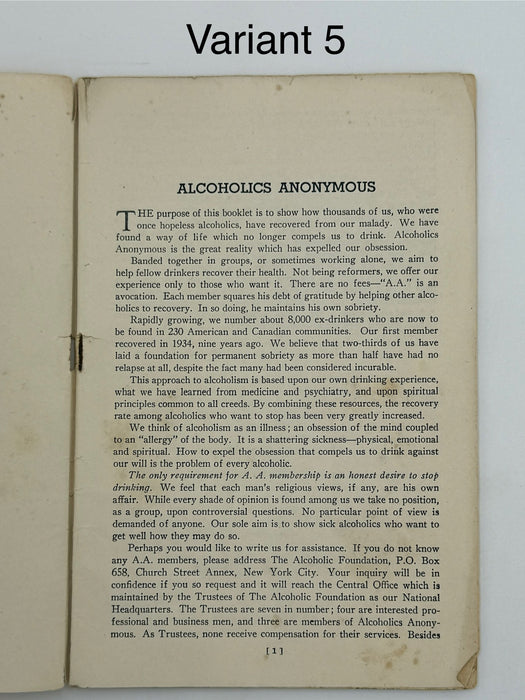 Variant 5
ALCOHOLICS ANONYMOUS
THE purpose of this booklet is to show how thousands of us, who were
once hopeless alcoholics, have recovered from our malady. We have
found a way of life which no longer compels us to drink. Alcoholics
Anonymous is the great reality which has expelled our obsession.
Banded together in groups, or sometimes working alone, we aim to
help fellow drinkers recover their health. Not being reformers, we offer our
experience only to those who want it. There are no fees—"A.A." is an
avocation. Each member squares his debt of gratitude by helping other alco-
holics to recovery. In so doing, he maintains his own sobriety.
Rapidly growing, we number about 8,000 ex-drinkers who are now to
be found in 230 American and Canadian communities. Our first member
recovered in 1934, nine years ago. We believe that two-thirds of us have
laid a foundation for permanent sobriety as more than half have had no
relapse at all, despite the fact many had been considered incurable.
This approach to alcoholism is based upon our own drinking experience,
what we have learned from medicine and psychiatry, and upon spiritual
principles common to all creeds. By combining these resources, the recovery
rate among alcoholics who want to stop has been very greatly increased.
We think of alcoholism as an illness; an obsession of the mind coupled
to an "allergy" of the body. It is a shattering sickness—physical, emotional
and spiritual. How to expel the obsession that compels us to drink against
our will is the problem of every alcoholic.
The only requirement for A. A. membership is an honest desire to stop
drinking. We feel that each man's religious views, if any, are his own
affair. While every shade of opinion is found among us we take no position,
as a group, upon controversial questions. No particular point of view is
demanded of anyone. Our sole aim is to show sick alcoholics who want to
get well how they may do so.
Perhaps you would like to write us for assistance. If you do not know
any A.A. members, please address The Alcoholic Foundation, P.O. Box
658, Church Street Annex, New York City. Your inquiry will be in
confidence if you so request and it will reach the Central Office which is
maintained by the Trustees of The Alcoholic Foundation as our National
Headquarters. The Trustees are seven in number; four are interested pro-
fessional and business men, and three are members of Alcoholics Anony-
mous. As Trustees, none receive compensation for their services. Besides
[ 1 ]